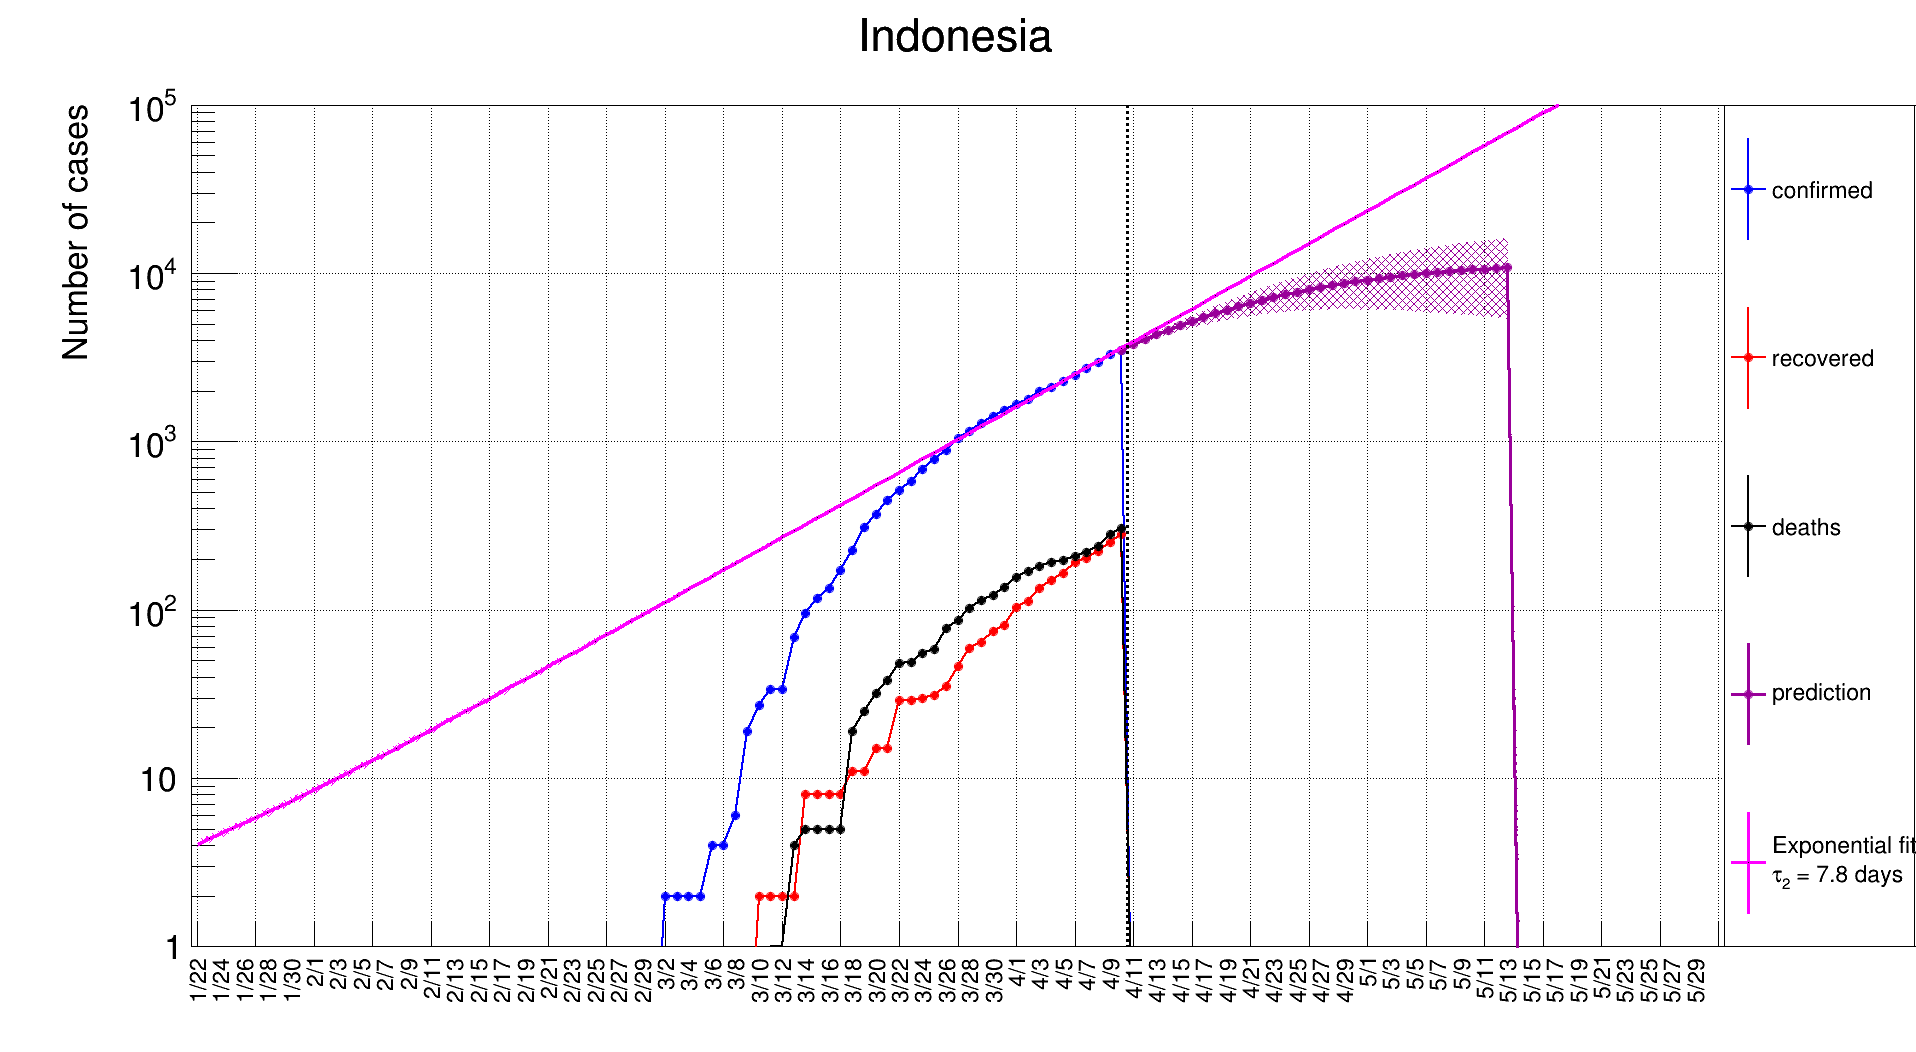 Indonesia
Number of cases
10^5
10^4
10^3
10^2
10
1
1/22 1/24 1/26 1/28 1/30 2/1 2/3 2/5 2/7 2/9 2/11 2/13 2/15 2/17 2/19 2/21 2/23 2/25 2/27 2/29 3/2 3/4 3/6 3/8 3/10 3/12 3/14 3/16 3/18 3/20 3/22 3/24 3/26 3/28 3/30 4/1 4/3 4/5 4/7 4/9 4/11 4/13 4/15 4/17 4/19 4/21 4/23 4/25 4/27 4/29 5/1 5/3 5/5 5/7 5/9 5/11 5/13 5/15 5/17 5/19 5/21 5/23 5/25 5/27 5/29
confirmed
recovered
deaths
prediction
Exponential fit
τ_2 = 7.8 days